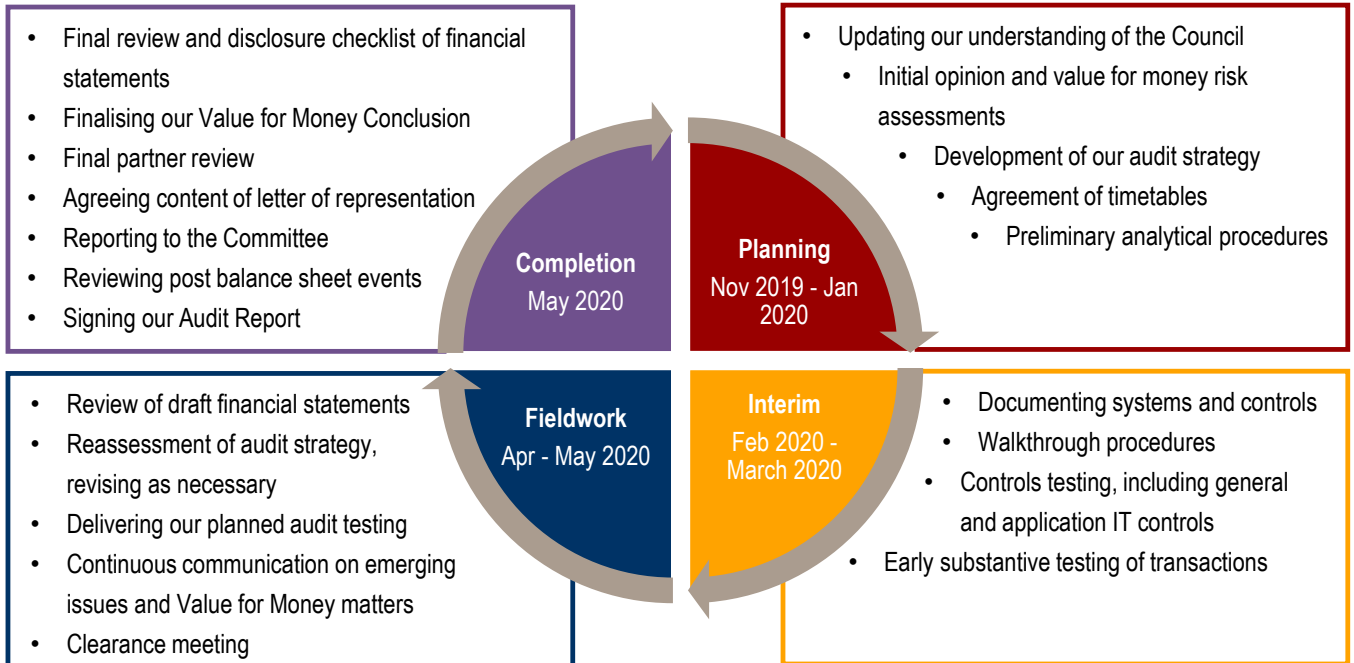 • Final review and disclosure checklist of financial
statements
• Finalising our Value for Money Conclusion
• Final partner review
• Agreeing content of letter of representation
• Reporting to the Committee
• Reviewing post balance sheet events
• Signing our Audit Report
Completion
May 2020
• Updating our understanding of the Council
• Initial opinion and value for money risk
assessments
• Development of our audit strategy
• Agreement of timetables
• Preliminary analytical procedures
Planning
Nov 2019 - Jan
2020
• Review of draft financial statements
• Reassessment of audit strategy,
revising as necessary
• Delivering our planned audit testing
• Continuous communication on emerging
issues and Value for Money matters
• Clearance meeting
Fieldwork
Apr - May 2020
Interim
Feb 2020 -
March 2020
• Documenting systems and controls
• Walkthrough procedures
• Controls testing, including general
and application IT controls
• Early substantive testing of transactions